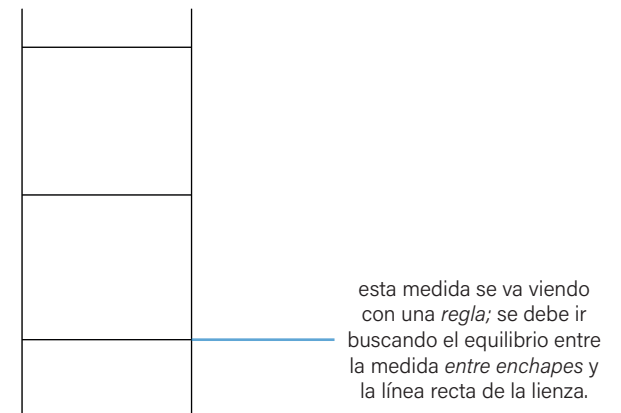 esta medida se va viendo
con una regla; se debe ir
buscando el equilibrio entre
la medida entre enchapes y
la línea recta de la lienza.